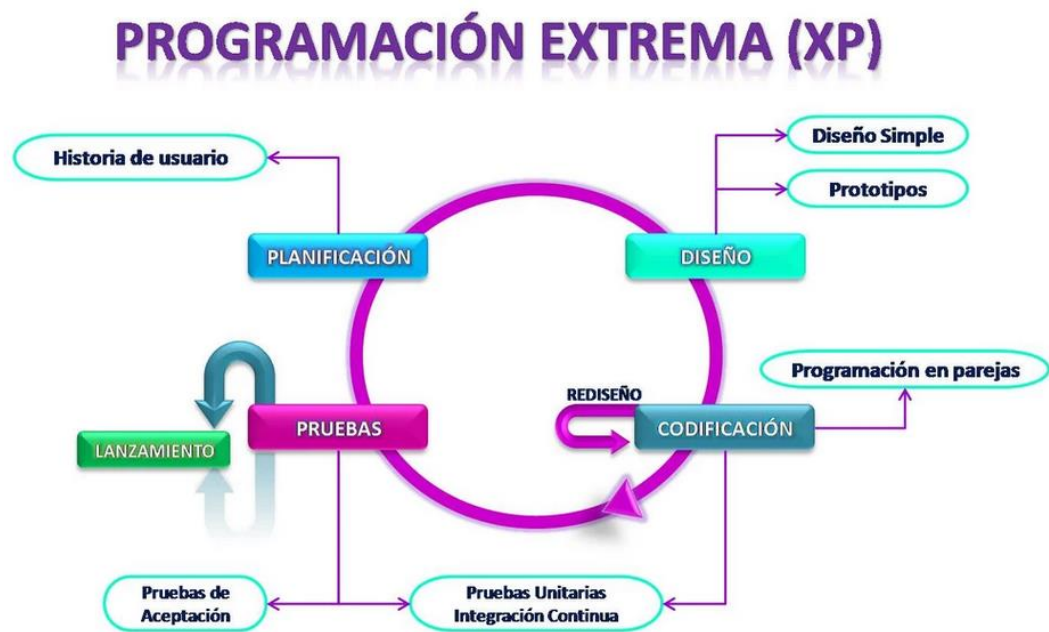 PROGRAMACIÓN EXTREMA (XP)
Historia de usuario
Diseño Simple
Prototipos
PLANIFICACIÓN
DISEÑO
Programación en parejas
REDISEÑO
PRUEBAS
CODIFICACIÓN
LANZAMIENTO
Pruebas de
Aceptación
Pruebas Unitarias
Integración Continua